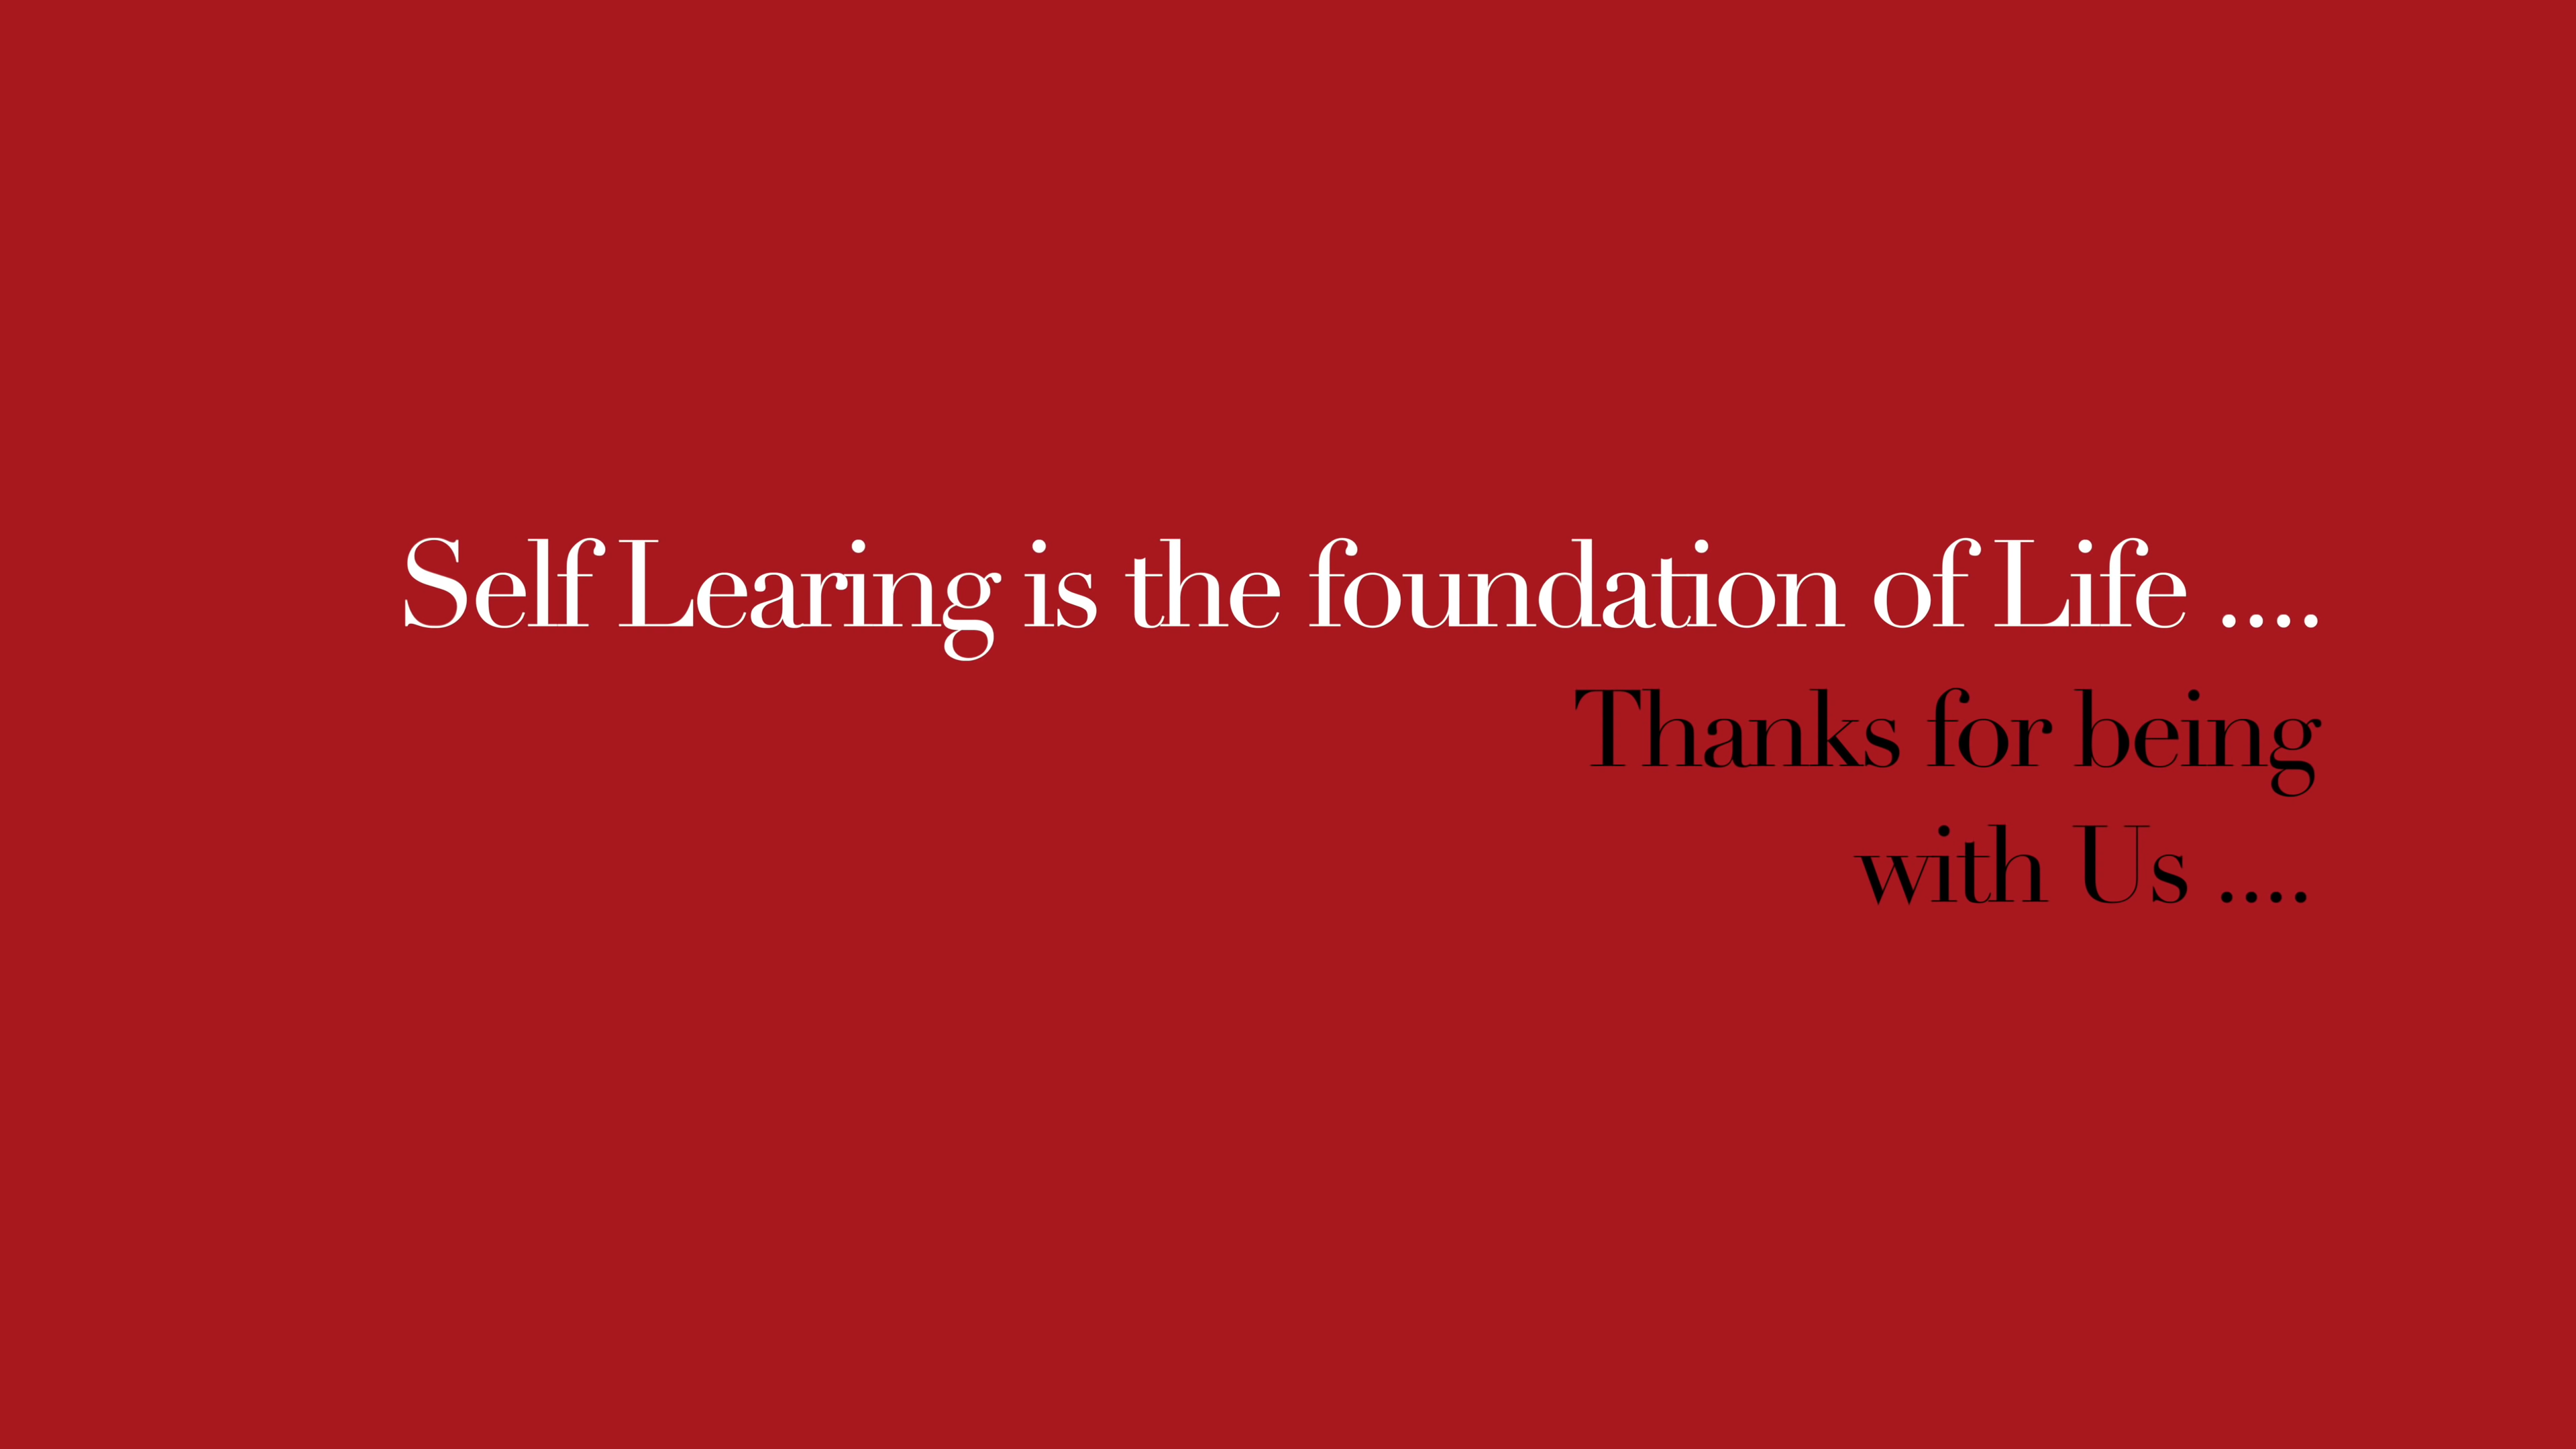 Self Learing is the foundation of Life ....
Thanks for being
with Us ....